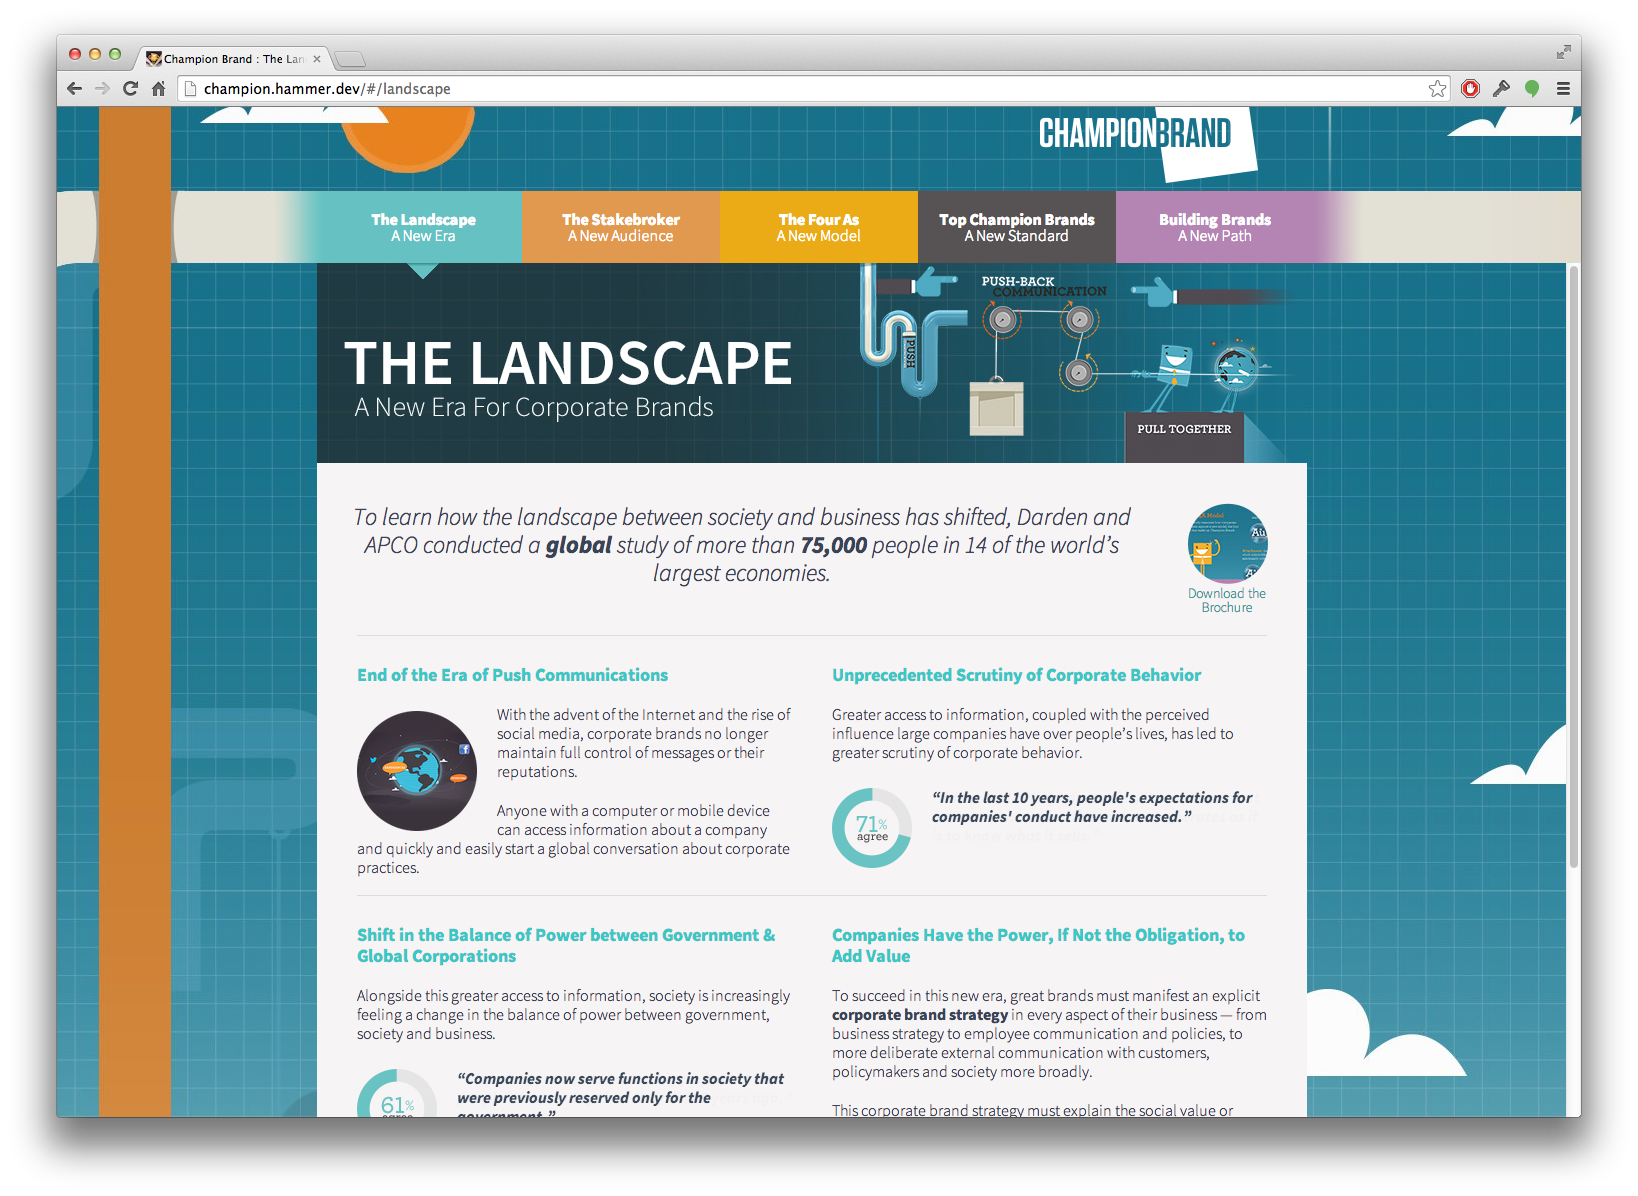 Champion Brand : The Lan
champion.hammer.dev/#/landscape
CHAMPIONBRAND
The Landscape
A New Era
The Stakebroker
A New Audience
The Four As
A New Model
Top Champion Brands
A New Standard
Building Brands
A New Path
PUSH-BACK
COMMUNICATION
PUSH
THE LANDSCAPE
A New Era For Corporate Brands
PULL TOGETHER
To learn how the landscape between society and business has shifted, Darden and
APCO conducted a global study of more than 75,000 people in 14 of the world’s
largest economies.
Download the
Brochure
End of the Era of Push Communications
With the advent of the Internet and the rise of
social media, corporate brands no longer
maintain full control of messages or their
reputations.
Anyone with a computer or mobile device
can access information about a company
and quickly and easily start a global conversation about corporate
practices.
Unprecedented Scrutiny of Corporate Behavior
Greater access to information, coupled with the perceived
influence large companies have over people’s lives, has led to
greater scrutiny of corporate behavior.
71%
agree
“In the last 10 years, people's expectations for
companies' conduct have increased.”
Shift in the Balance of Power between Government &
Global Corporations
Alongside this greater access to information, society is increasingly
feeling a change in the balance of power between government,
society and business.
61%
agree
“Companies now serve functions in society that
were previously reserved only for the
government.”
Companies Have the Power, If Not the Obligation, to
Add Value
To succeed in this new era, great brands must manifest an explicit
corporate brand strategy in every aspect of their business — from
business strategy to employee communication and policies, to
more deliberate external communication with customers,
policymakers and society more broadly.
This corporate brand strategy must explain the social value or